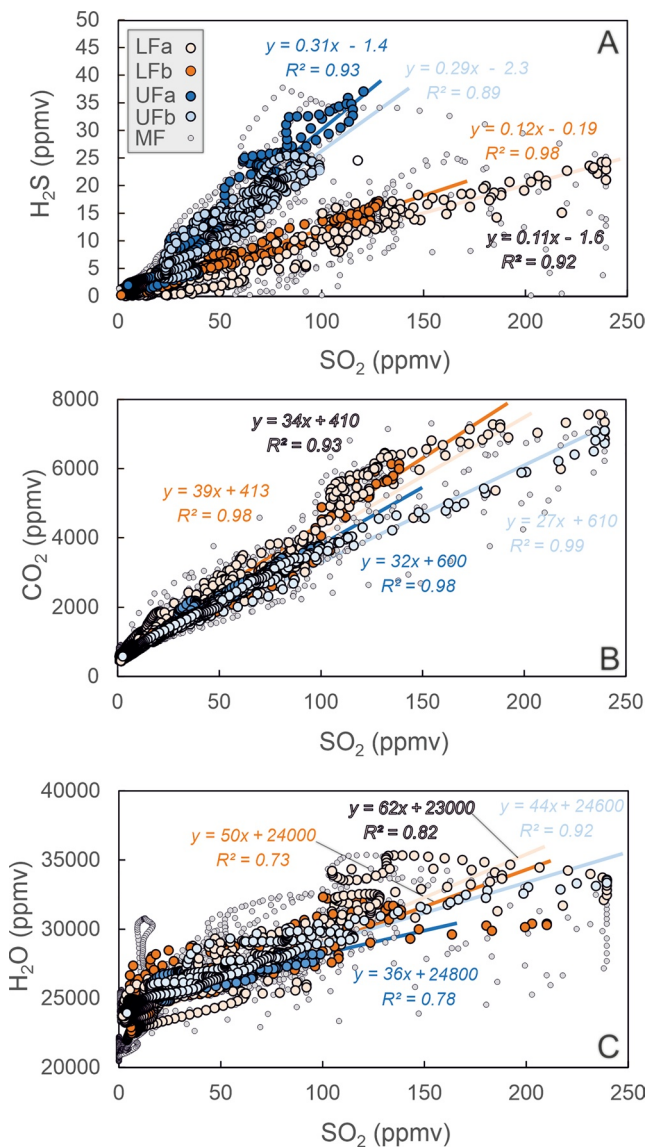 A
LFa
LFb
UFa
UFb
MF
y = 0.31x - 1.4
R² = 0.93
y = 0.29x - 2.3
R² = 0.89
y = 0.12x - 0.19
R² = 0.98
y = 0.11x - 1.6
R² = 0.92
50
45
40
35
30
25
20
15
10
5
0
H₂S (ppmv)
0 50 100 150 200 250
SO₂ (ppmv)
8000
6000
4000
2000
0
CO₂ (ppmv)
y = 34x + 410
R² = 0.93
y = 39x + 413
R² = 0.98
y = 27x + 610
R² = 0.99
y = 32x + 600
R² = 0.98
B
0 50 100 150 200 250
SO₂ (ppmv)
40000
35000
30000
25000
20000
H₂O (ppmv)
y = 62x + 23000
R² = 0.82
y = 44x + 24600
R² = 0.92
y = 50x + 24000
R² = 0.73
y = 36x + 24800
R² = 0.78
C
0 50 100 150 200 250
SO₂ (ppmv)